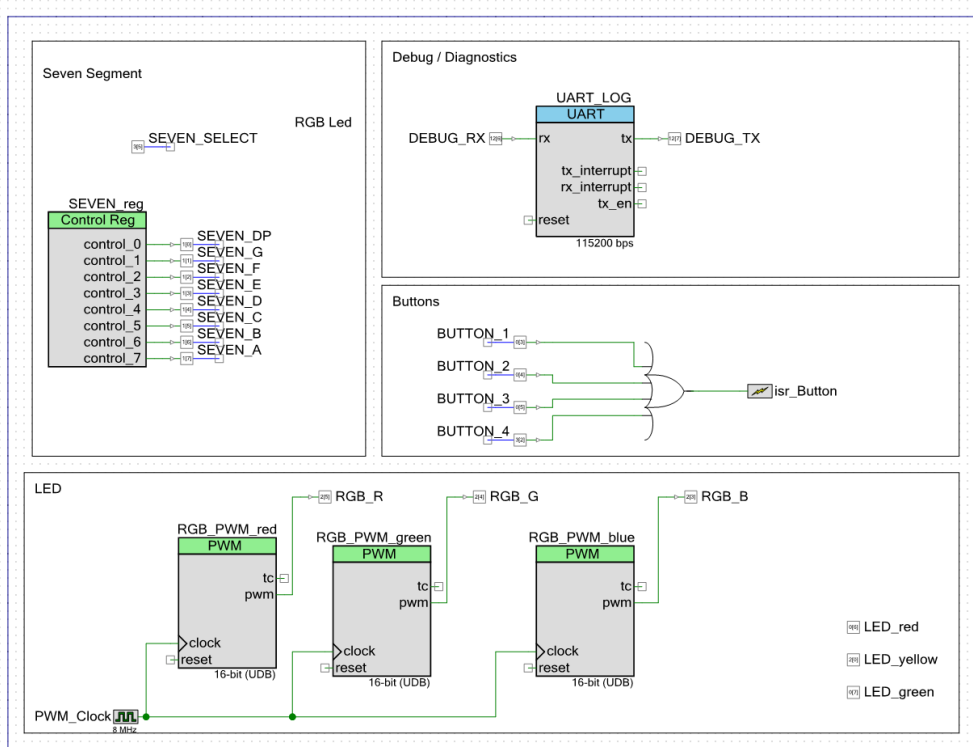 Seven Segment
RGB Led
SEVEN_SELECT
SEVEN_reg
Control Reg
control_0 SEVEN_DP
control_1 SEVEN_G
control_2 SEVEN_F
control_3 SEVEN_E
control_4 SEVEN_D
control_5 SEVEN_C
control_6 SEVEN_B
control_7 SEVEN_A
Debug / Diagnostics
UART_LOG
UART
DEBUG_RX rx tx DEBUG_TX
tx_interrupt
rx_interrupt
tx_en
reset
115200 bps
Buttons
BUTTON_1
BUTTON_2
BUTTON_3
BUTTON_4
isr_Button
LED
RGB_R
RGB_G
RGB_B
RGB_PWM_red
PWM
tc
pwm
clock
reset
16-bit (UDB)
RGB_PWM_green
PWM
tc
pwm
clock
reset
16-bit (UDB)
RGB_PWM_blue
PWM
tc
pwm
clock
reset
16-bit (UDB)
LED_red
LED_yellow
LED_green
PWM_Clock
8 MHz